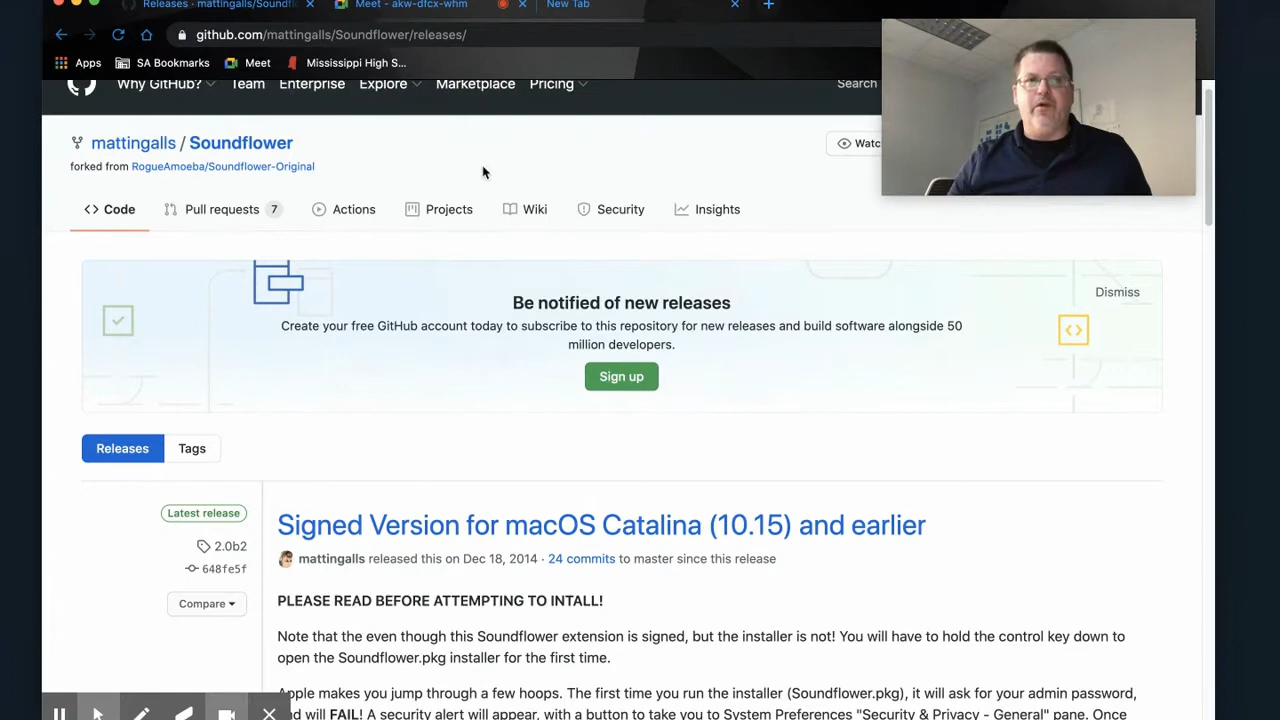 Releases · mattingalls/Soundfl
Meet - akw-dfcx-whm
New Tab
github.com/mattingalls/Soundflower/releases/
Apps
SA Bookmarks
Meet
Mississippi High S...
Why GitHub?
Team
Enterprise
Explore
Marketplace
Pricing
Search
mattingalls / Soundflower
Watc
forked from RogueAmoeba/Soundflower-Original
Code
Pull requests 7
Actions
Projects
Wiki
Security
Insights
Dismiss
Be notified of new releases
Create your free GitHub account today to subscribe to this repository for new releases and build software alongside 50
million developers.
Sign up
Releases
Tags
Latest release
2.0b2
648fe5f
Compare
Signed Version for macOS Catalina (10.15) and earlier
mattingalls released this on Dec 18, 2014 · 24 commits to master since this release
PLEASE READ BEFORE ATTEMPTING TO INTALL!
Note that the even though this Soundflower extension is signed, but the installer is not! You will have to hold the control key down to
open the Soundflower.pkg installer for the first time.
Apple makes you jump through a few hoops. The first time you run the installer (Soundflower.pkg), it will ask for your admin password,
and will FAIL! A security alert will appear, with a button to take you to System Preferences "Security & Privacy - General" pane. Once